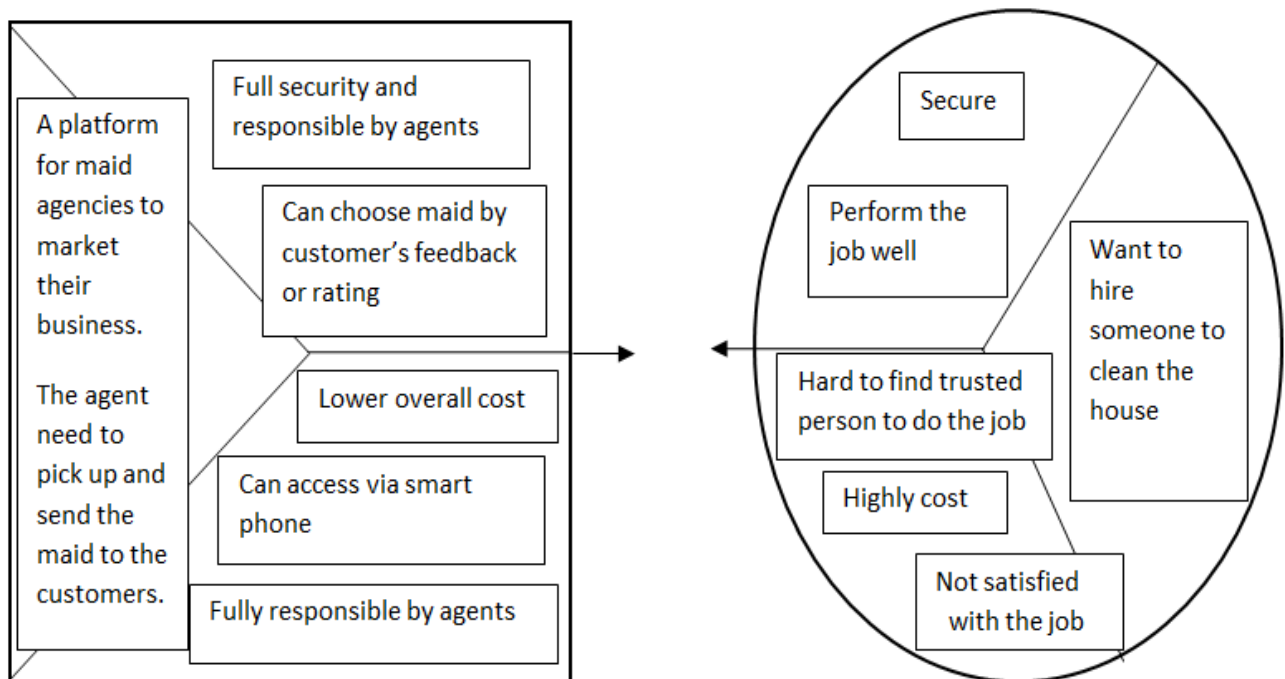 A platform
for maid
agencies to
market
their
business.
The agent
need to
pick up and
send the
maid to the
customers.
Full security and
responsible by agents
Can choose maid by
customer's feedback
or rating
Lower overall cost
Can access via smart
phone
Fully responsible by agents
Secure
Perform the
job well
Hard to find trusted
person to do the job
Highly cost
Not satisfied
with the job
Want to
hire
someone to
clean the
house